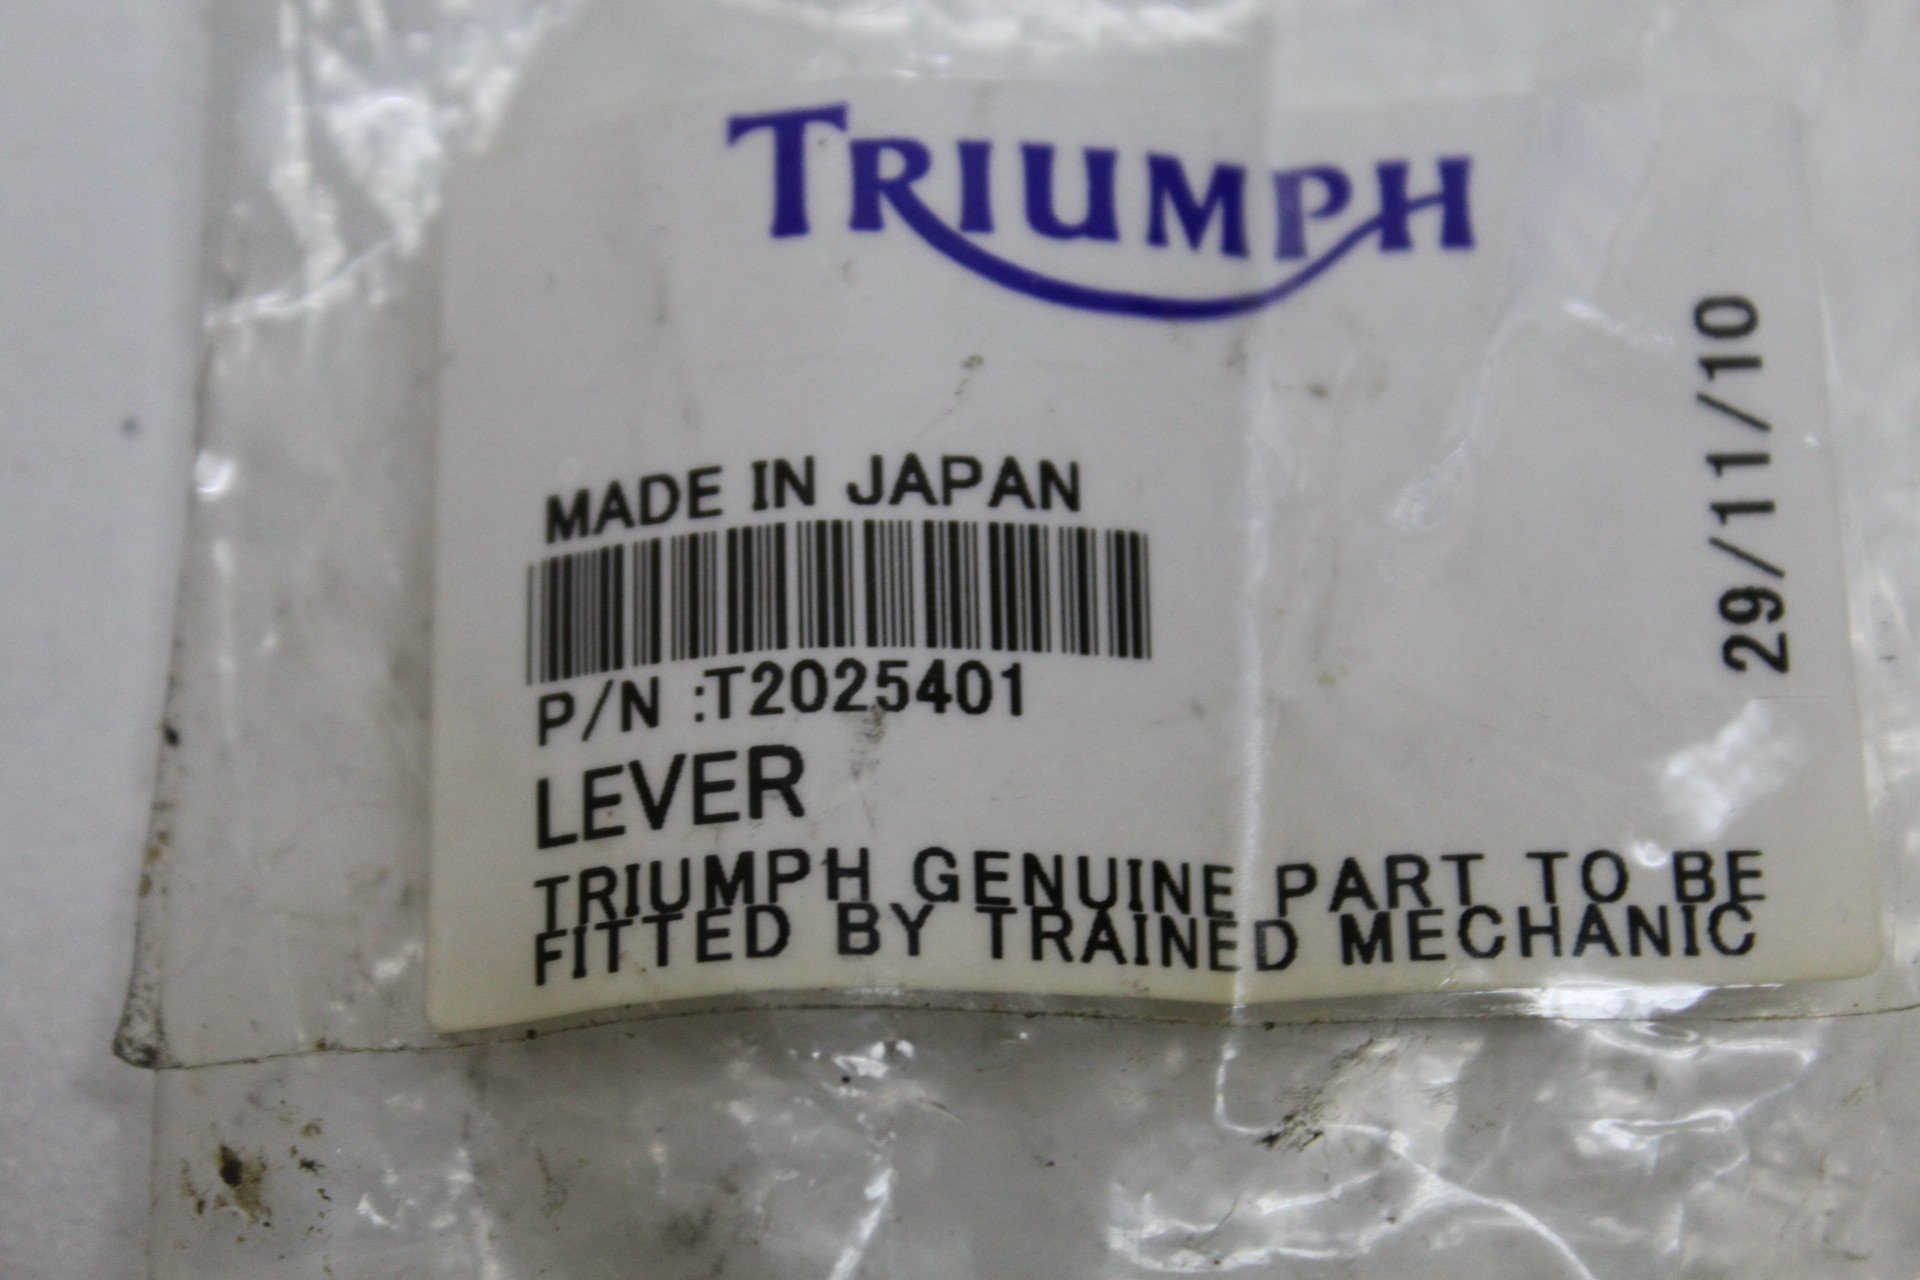 TRIUMPH
MADE IN JAPAN
P/N :T2025401
LEVER
TRIUMPH GENUINE PART TO BE
FITTED BY TRAINED MECHANIC
29/11/10